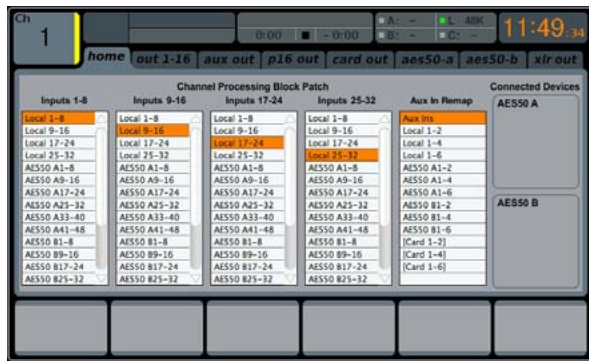 Ch
1
0:00 - 0:00
A: - L 48K
B: - C: -
11:49:34
home out 1-16 aux out p16 out card out aes50-a aes50-b xlr out
Channel Processing Block Patch
Connected Devices
Inputs 1-8 Inputs 9-16 Inputs 17-24 Inputs 25-32 Aux In Remap
AES50 A
Local 1-8 Local 1-8 Local 1-8 Local 1-8 Aux Ins
Local 9-16 Local 9-16 Local 9-16 Local 9-16 Local 1-2
Local 17-24 Local 17-24 Local 17-24 Local 17-24 Local 1-4
Local 25-32 Local 25-32 Local 25-32 Local 25-32 Local 1-6
AES50 A1-8 AES50 A1-8 AES50 A1-8 AES50 A1-8 AES50 A1-2
AES50 A9-16 AES50 A9-16 AES50 A9-16 AES50 A9-16 AES50 A1-4
AES50 A17-24 AES50 A17-24 AES50 A17-24 AES50 A17-24 AES50 A1-6
AES50 A25-32 AES50 A25-32 AES50 A25-32 AES50 A25-32 AES50 B1-2
AES50 B
AES50 A33-40 AES50 A33-40 AES50 A33-40 AES50 A33-40 AES50 B1-4
AES50 A41-48 AES50 A41-48 AES50 A41-48 AES50 A41-48 AES50 B1-6
AES50 B1-8 AES50 B1-8 AES50 B1-8 AES50 B1-8 [Card 1-2]
AES50 B9-16 AES50 B9-16 AES50 B9-16 AES50 B9-16 [Card 1-4]
AES50 B17-24 AES50 B17-24 AES50 B17-24 AES50 B17-24 [Card 1-6]
AES50 B25-32 AES50 B25-32 AES50 B25-32 AES50 B25-32